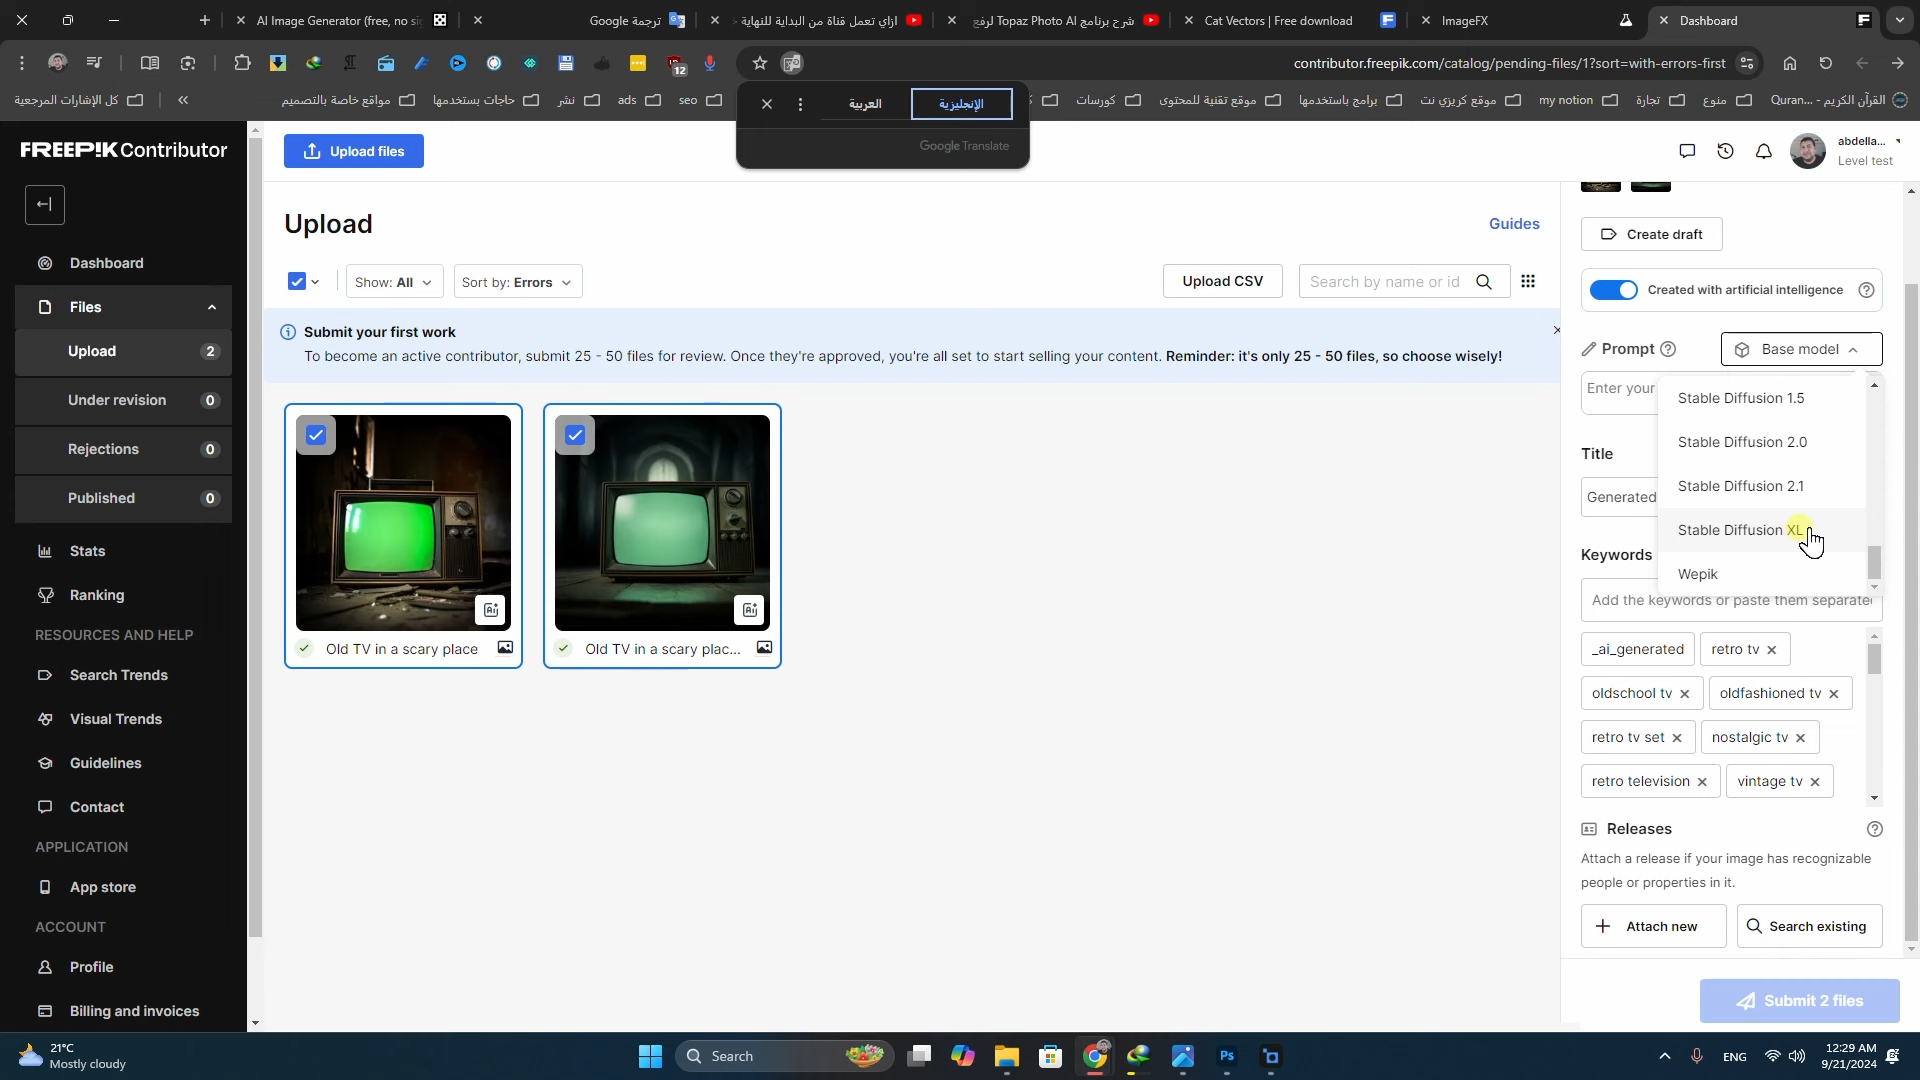 AI Image Generator (free, no si
ترجمة Google
ازاي تعمل قناة من البداية للنهاية
شرح برنامج Topaz Photo AI لرفع
Cat Vectors | Free download
ImageFX
Dashboard
12
contributor.freepik.com/catalog/pending-files/1?sort=with-errors-first
كل الإشارات المرجعية
«
مواقع خاصة بالتصميم
حاجات بستخدمها
نشر
ads
seo
كورسات
موقع تقنية للمحتوى
برامج باستخدمها
موقع كريزي نت
my notion
تجارة
منوع
القرآن الكريم - ...Quran
العربية
الإنجليزية
Google Translate
FREEP!K Contributor
Upload files
abdella...
Level test
Dashboard
Files
Upload 2
Under revision 0
Rejections 0
Published 0
Stats
Ranking
RESOURCES AND HELP
Search Trends
Visual Trends
Guidelines
Contact
APPLICATION
App store
ACCOUNT
Profile
Billing and invoices
Upload
Guides
Show: All
Sort by: Errors
Upload CSV
Search by name or id
Submit your first work
To become an active contributor, submit 25 - 50 files for review. Once they're approved, you're all set to start selling your content. Reminder: it's only 25 - 50 files, so choose wisely!
Ai
Ai
Old TV in a scary place
Old TV in a scary plac...
Create draft
Created with artificial intelligence
Prompt
Base model
Enter your
Stable Diffusion 1.5
Stable Diffusion 2.0
Stable Diffusion 2.1
Stable Diffusion XL
Wepik
Title
Generated
Keywords
Add the keywords or paste them separate
_ai_generated
retro tv
oldschool tv
oldfashioned tv
retro tv set
nostalgic tv
retro television
vintage tv
Releases
Attach a release if your image has recognizable
people or properties in it.
Attach new
Search existing
Submit 2 files
21°C
Mostly cloudy
Search
Ps
ENG
12:29 AM
9/21/2024